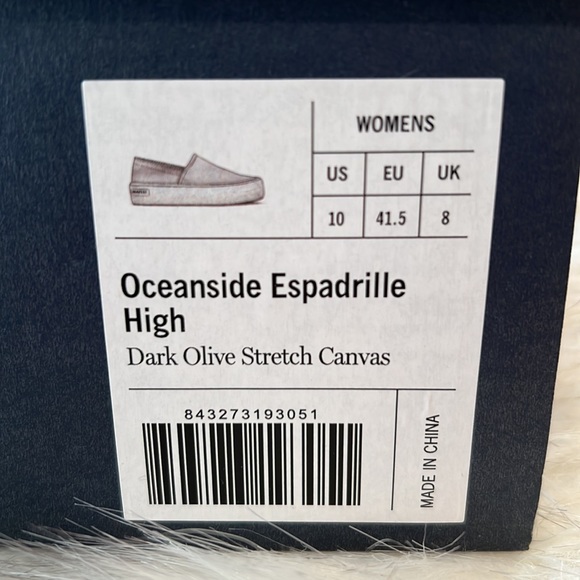 WOMENS
US EU UK
10 41.5 8
Oceanside Espadrille
High
Dark Olive Stretch Canvas
843273193051
MADE IN CHINA